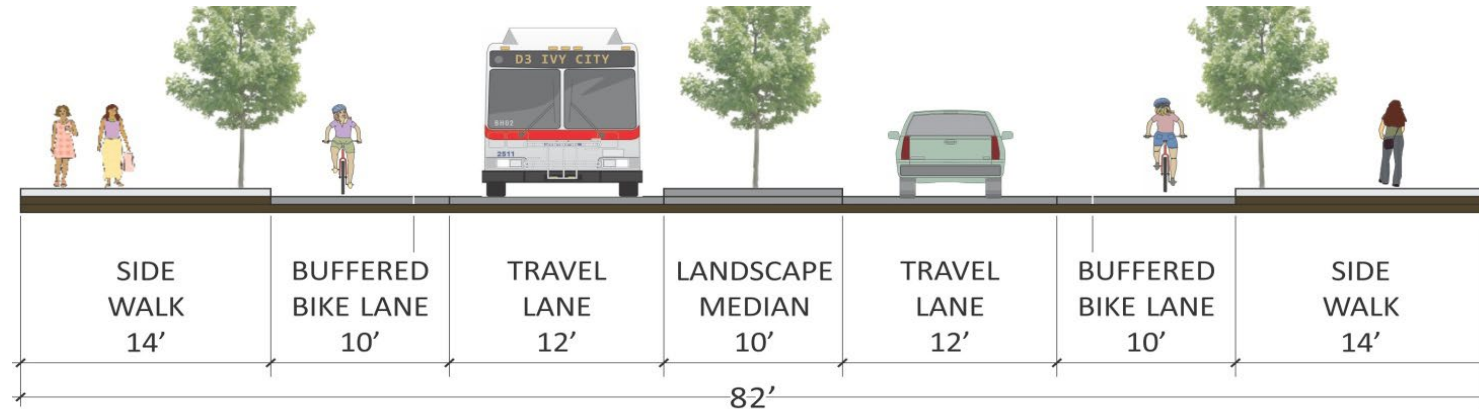 D3 IVY CITY
SIDE
WALK
14'
BUFFERED
BIKE LANE
10'
TRAVEL
LANE
12'
LANDSCAPE
MEDIAN
10'
TRAVEL
LANE
12'
BUFFERED
BIKE LANE
10'
SIDE
WALK
14'
82'